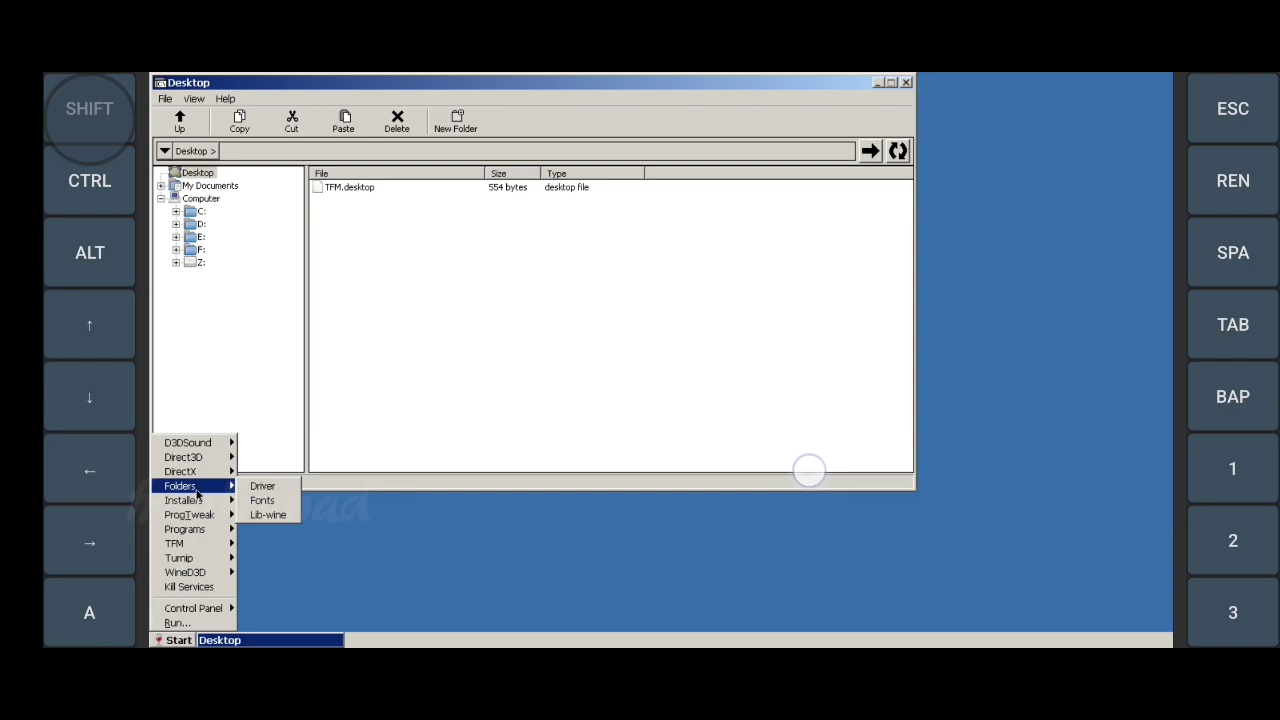 SHIFT
CTRL
ALT
↑
↓
←
→
A
Desktop
File View Help
Up Copy Cut Paste Delete New Folder
Desktop >
Desktop
My Documents
Computer
C:
D:
E:
F:
Z:
File Size Type
TFM.desktop 554 bytes desktop file
D3DSound
Direct3D
DirectX
Folders
Installers
ProgTweak
Programs
TFM
Turnip
WineD3D
Kill Services
Control Panel
Run...
Driver
Fonts
Lib-wine
Start Desktop
ESC
REN
SPA
TAB
BAP
1
2
3